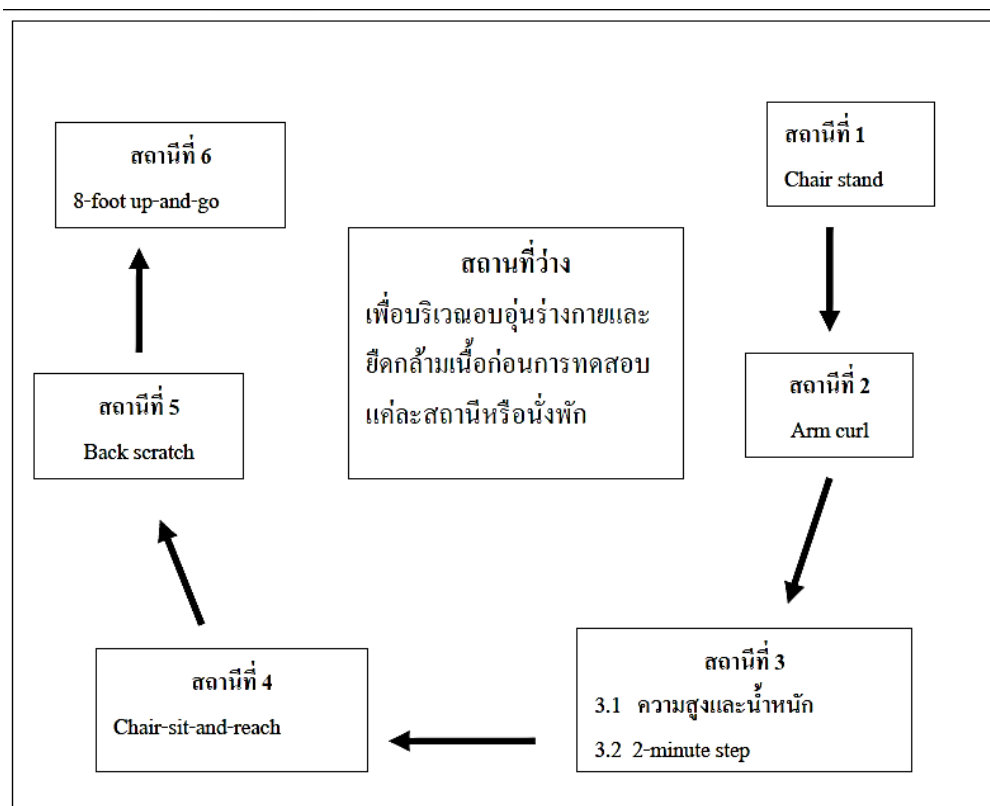 สถานีที่ 1
Chair stand
สถานีที่ 2
Arm curl
สถานีที่ 3
3.1 ความสูงและน้ำหนัก
3.2 2-minute step
สถานีที่ 4
Chair-sit-and-reach
สถานีที่ 5
Back scratch
สถานีที่ 6
8-foot up-and-go
สถานที่ว่าง
เพื่อบริเวณอบอุ่นร่างกายและ
ยืดกล้ามเนื้อก่อนการทดสอบ
แค่ละสถานีหรือนั่งพัก